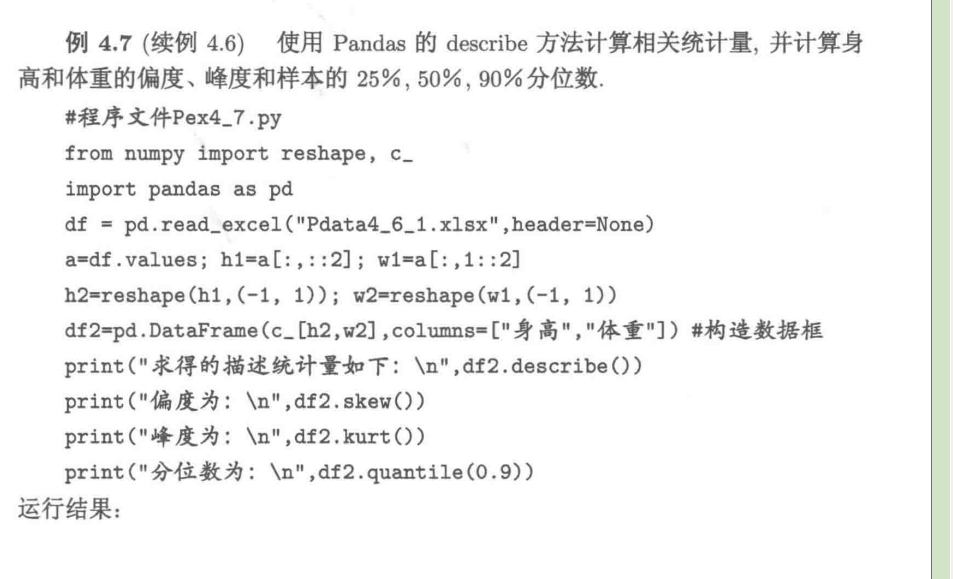 例 4.7 (续例 4.6) 使用 Pandas 的 describe 方法计算相关统计量, 并计算身
高和体重的偏度、峰度和样本的 25%, 50%, 90%分位数.
#程序文件Pex4_7.py
from numpy import reshape, c_
import pandas as pd
df = pd.read_excel("Pdata4_6_1.xlsx",header=None)
a=df.values; h1=a[:,::2]; w1=a[:,1::2]
h2=reshape(h1,(-1, 1)); w2=reshape(w1,(-1, 1))
df2=pd.DataFrame(c_[h2,w2],columns=["身高","体重"]) #构造数据框
print("求得的描述统计量如下: \n",df2.describe())
print("偏度为: \n",df2.skew())
print("峰度为: \n",df2.kurt())
print("分位数为: \n",df2.quantile(0.9))
运行结果: